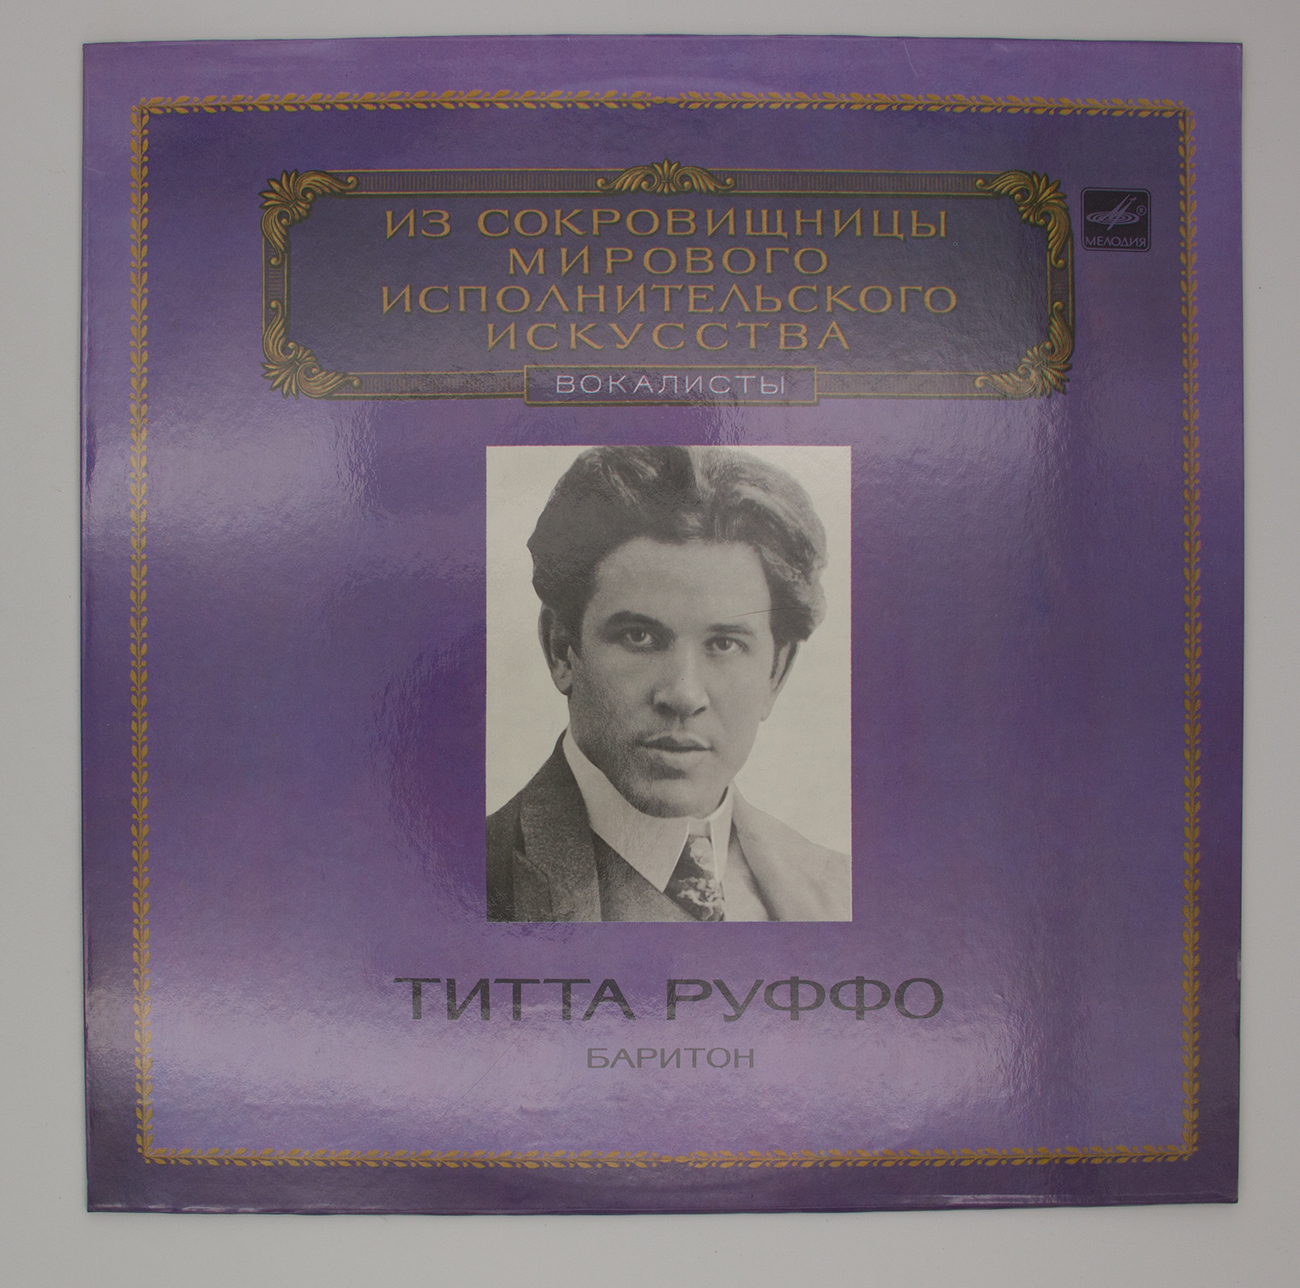 ИЗ СОКРОВИЩНИЦЫ
МИРОВОГО
ИСПОЛНИТЕЛЬСКОГО
ИСКУССТВА
ВОКАЛИСТЫ
®
МЕЛОДИЯ
ТИТТА РУФФО
БАРИТОН